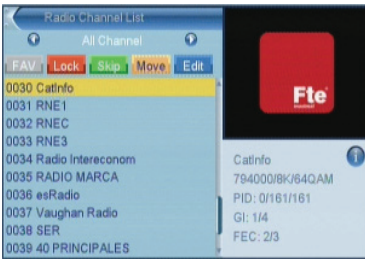 Radio Channel List
All Channel
FAV Lock Skip Move Edit
0030 CatInfo
0031 RNE1
0032 RNEC
0033 RNE3
0034 Radio Intereconom
0035 RADIO MARCA
0036 esRadio
0037 Vaughan Radio
0038 SER
0039 40 PRINCIPALES
Fte
CatInfo
794000/8K/64QAM
PID: 0/161/161
GI: 1/4
FEC: 2/3